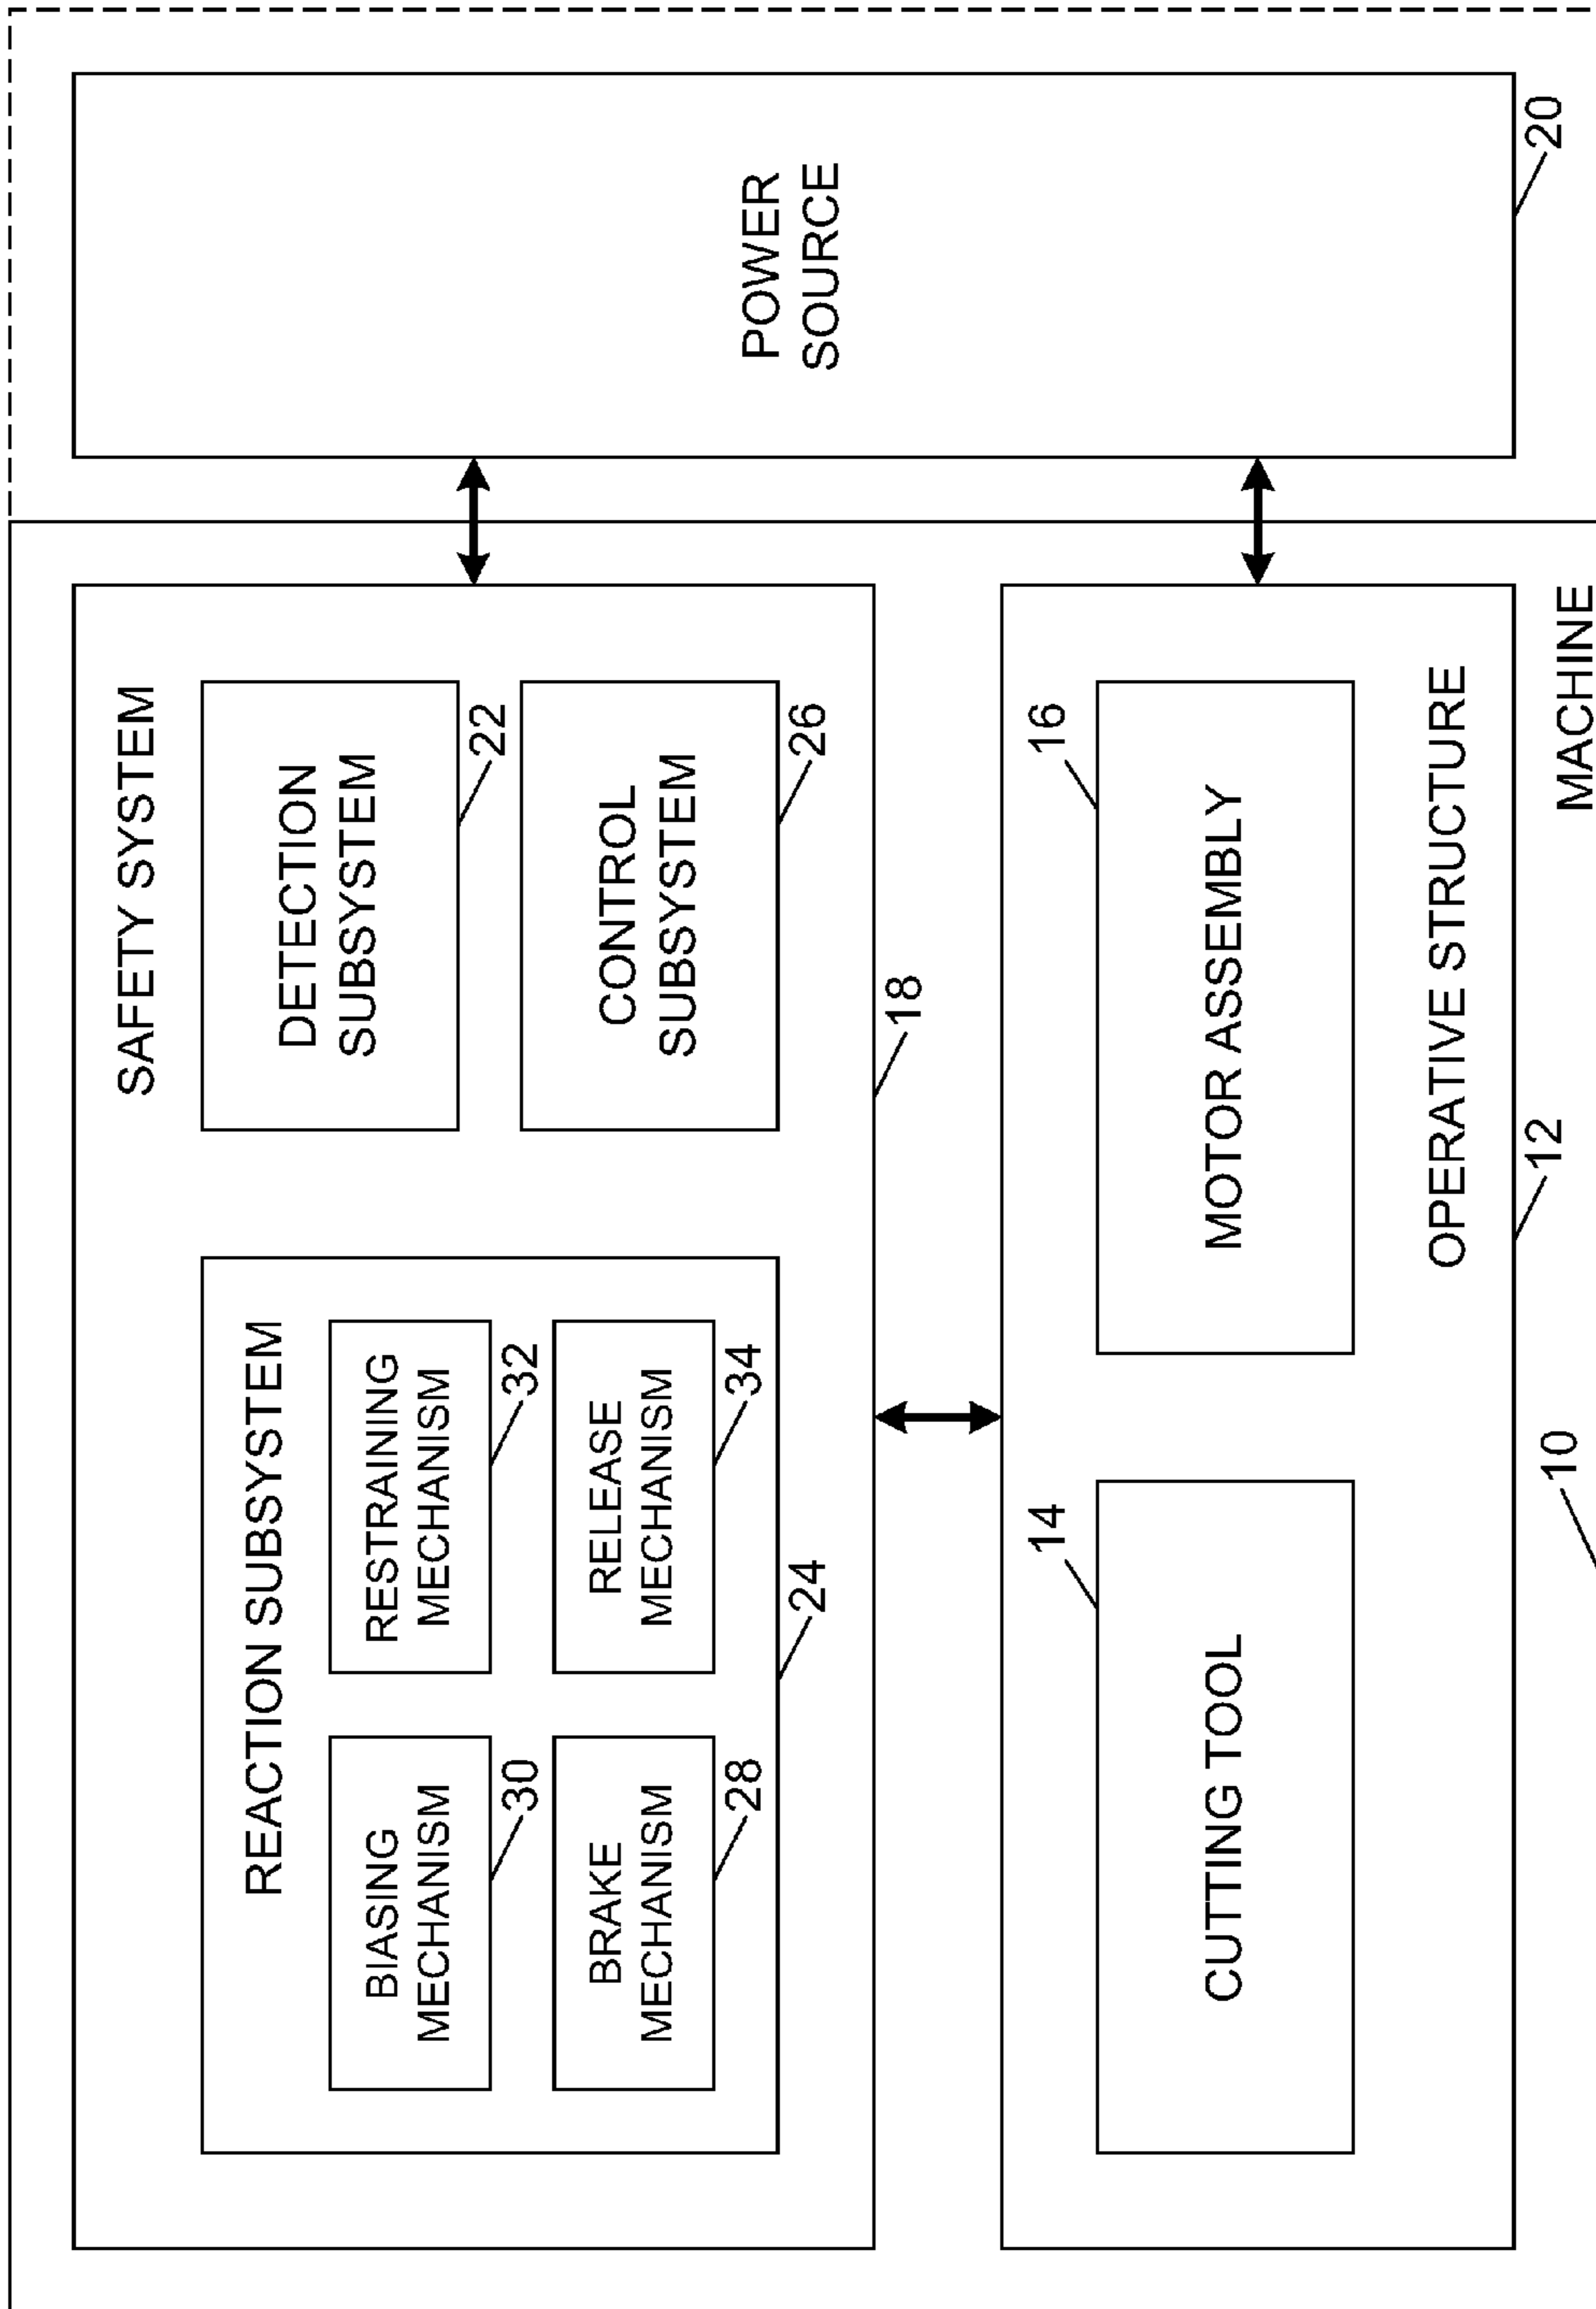 MACHINE
10
OPERATIVE STRUCTURE
12
CUTTING TOOL
14
MOTOR ASSEMBLY
16
SAFETY SYSTEM
18
REACTION SUBSYSTEM
24
BIASING
MECHANISM
30
RESTRAINING
MECHANISM
32
BRAKE
MECHANISM
28
RELEASE
MECHANISM
34
DETECTION
SUBSYSTEM
22
CONTROL
SUBSYSTEM
26
POWER
SOURCE
20